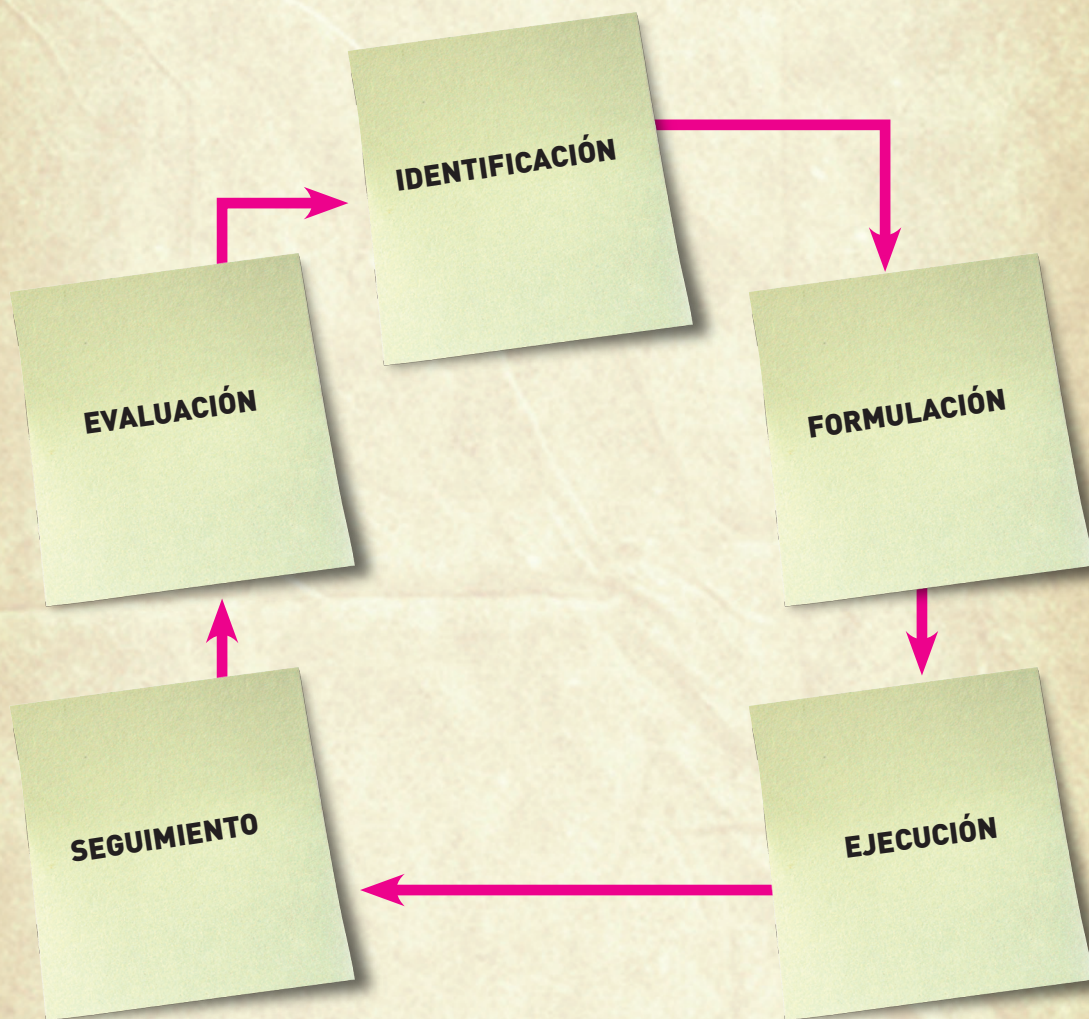 IDENTIFICACIÓN
FORMULACIÓN
EJECUCIÓN
SEGUIMIENTO
EVALUACIÓN